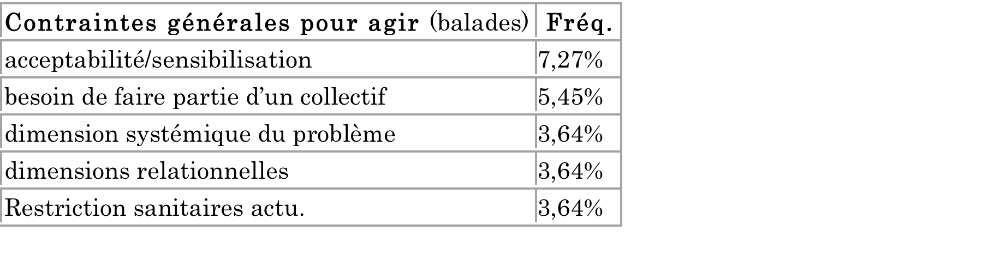 Contraintes générales pour agir (balades) Fréq.
acceptabilité/sensibilisation 7,27%
besoin de faire partie d’un collectif 5,45%
dimension systémique du problème 3,64%
dimensions relationnelles 3,64%
Restriction sanitaires actu. 3,64%